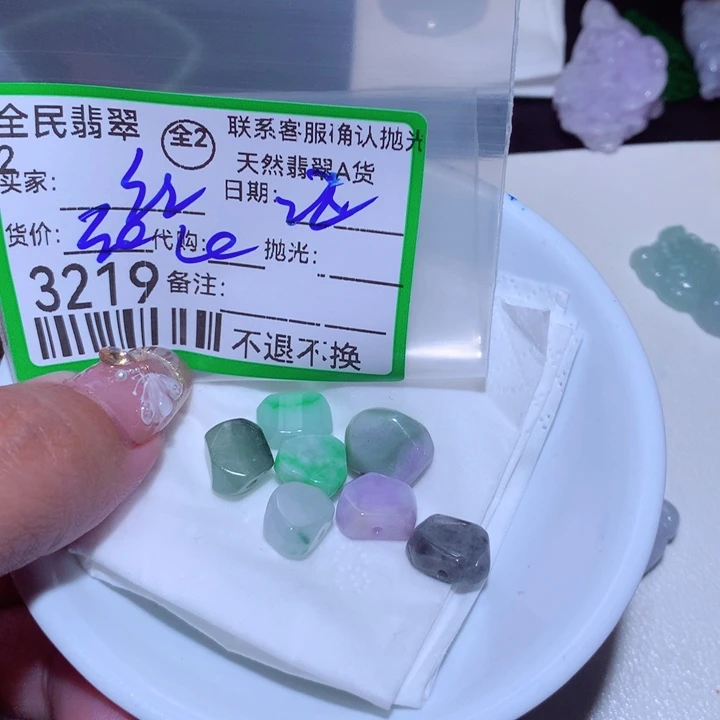 全民翡翠 全2 联系客服确认抛光
2 天然翡翠A货
买家: 日期:
货价: 代购: 抛光:
3219 备注:
不退不换